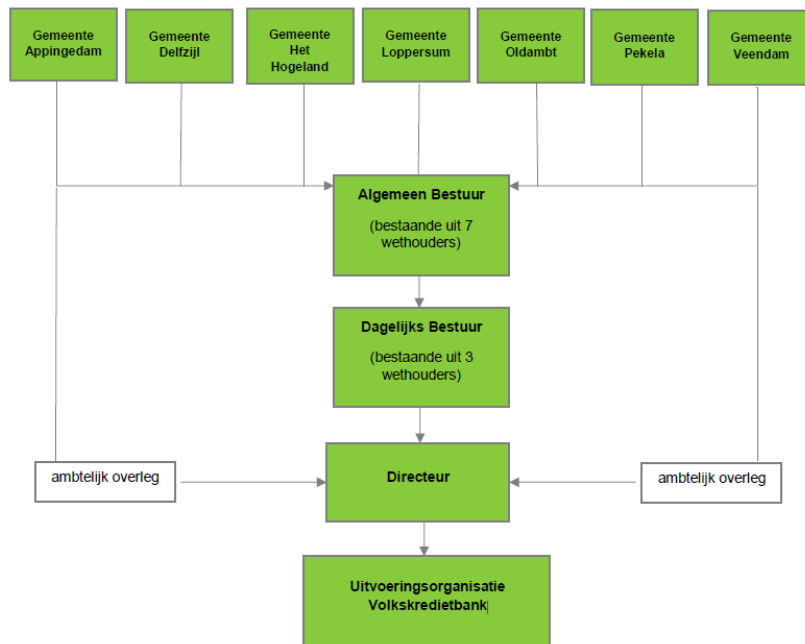 Gemeente
Appingedam
Gemeente
Delfzijl
Gemeente
Het
Hogeland
Gemeente
Loppersum
Gemeente
Oldambt
Gemeente
Pekela
Gemeente
Veendam
Algemeen Bestuur
(bestaande uit 7
wethouders)
Dagelijks Bestuur
(bestaande uit 3
wethouders)
ambtelijk overleg
Directeur
ambtelijk overleg
Uitvoeringsorganisatie
Volkskredietbank